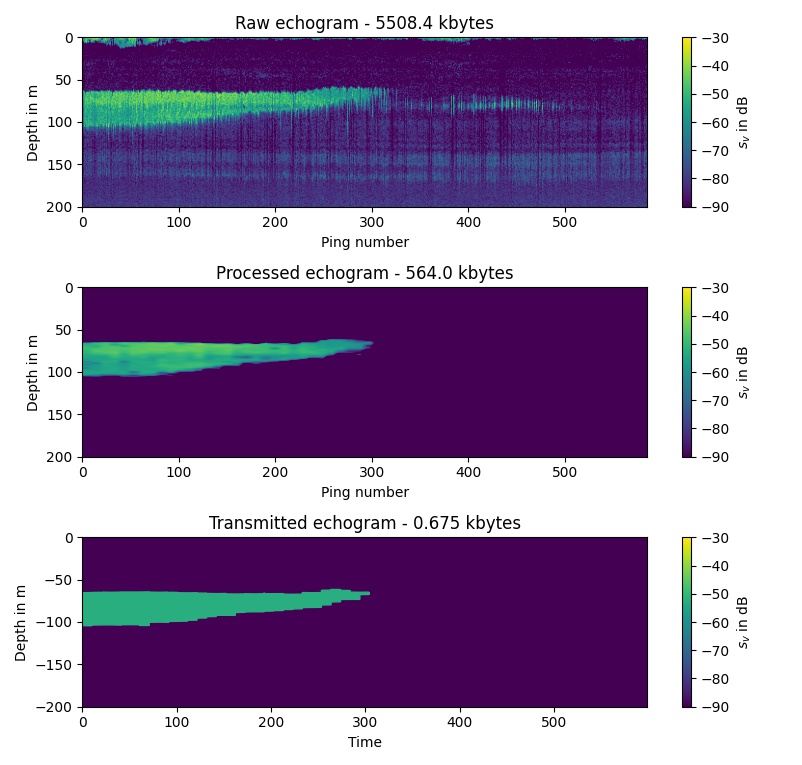 Raw echogram - 5508.4 kbytes
0
50
100
150
200
Depth in m
0 100 200 300 400 500
Ping number
−30
−40
−50
−60
−70
−80
−90
sv in dB
Processed echogram - 564.0 kbytes
0
50
100
150
200
Depth in m
0 100 200 300 400 500
Ping number
−30
−40
−50
−60
−70
−80
−90
sv in dB
Transmitted echogram - 0.675 kbytes
0
−50
−100
−150
−200
Depth in m
0 100 200 300 400 500
Time
−30
−40
−50
−60
−70
−80
−90
sv in dB